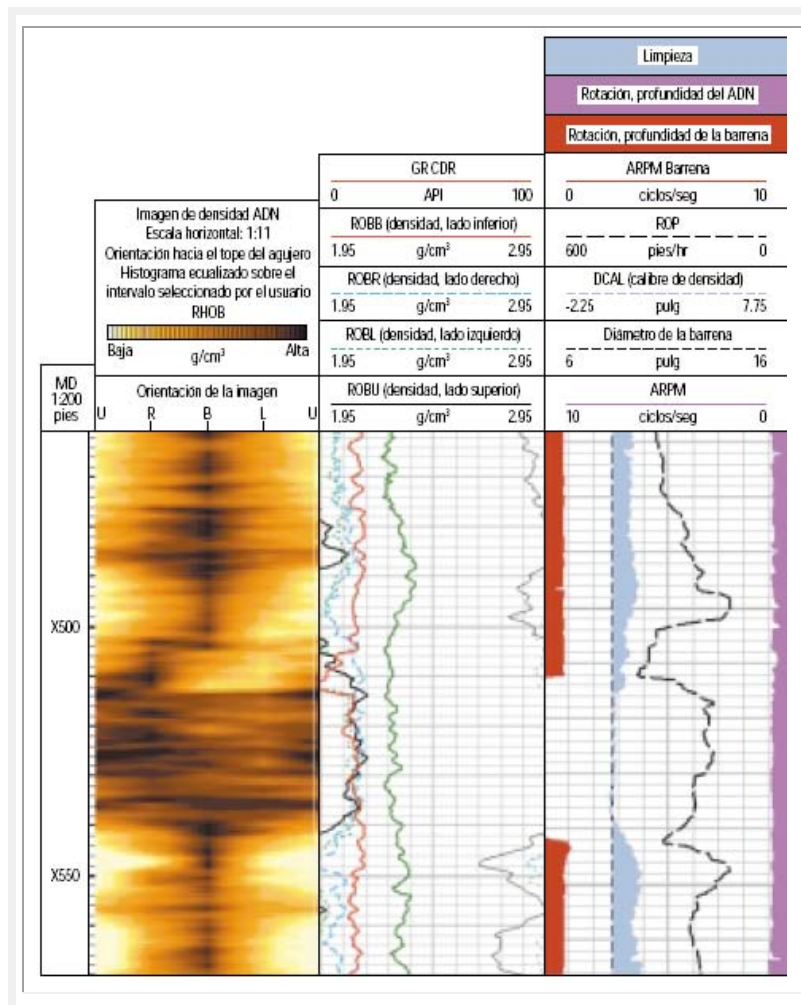 Limpieza
Rotación, profundidad del ADN
Rotación, profundidad de la barrena
GR CDR
0 API 100
ARPM Barrena
0 ciclos/seg 10
Imagen de densidad ADN
Escala horizontal: 1:11
Orientación hacia el tope del agujero
Histograma ecualizado sobre el
intervalo seleccionado por el usuario
RHOB
Baja g/cm³ Alta
ROBB (densidad, lado inferior)
1.95 g/cm³ 2.95
ROP
600 pies/hr 0
ROBR (densidad, lado derecho)
1.95 g/cm³ 2.95
DCAL (calibre de densidad)
-2.25 pulg 7.75
ROBL (densidad, lado izquierdo)
1.95 g/cm³ 2.95
Diámetro de la barrena
6 pulg 16
MD
1:200
pies
Orientación de la imagen
U R B L U
ROBU (densidad, lado superior)
1.95 g/cm³ 2.95
ARPM
10 ciclos/seg 0
X500
X550